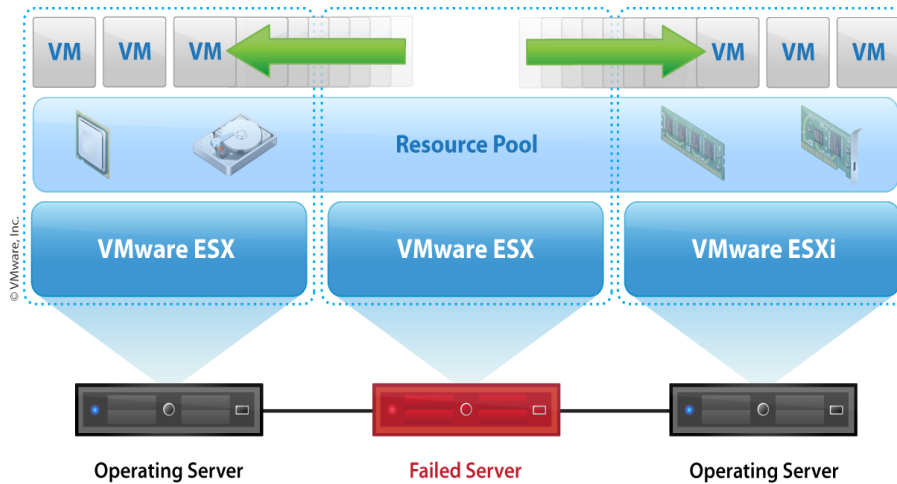 VM VM VM VM VM VM
Resource Pool
VMware ESX VMware ESX VMware ESXi
© VMware, Inc.
Operating Server Failed Server Operating Server